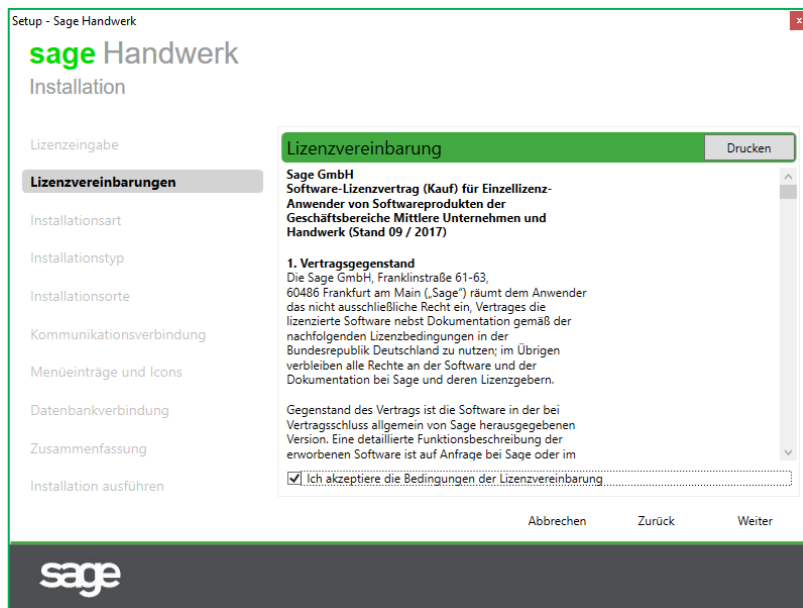 Setup - Sage Handwerk
x
sage Handwerk
Installation
Lizenzeingabe
Lizenzvereinbarungen
Installationsart
Installationstyp
Installationsorte
Kommunikationsverbindung
Menüeinträge und Icons
Datenbankverbindung
Zusammenfassung
Installation ausführen
Lizenzvereinbarung
Drucken
Sage GmbH
Software-Lizenzvertrag (Kauf) für Einzellizenz-
Anwender von Softwareprodukten der
Geschäftsbereiche Mittlere Unternehmen und
Handwerk (Stand 09 / 2017)
1. Vertragsgegenstand
Die Sage GmbH, Franklinstraße 61-63,
60486 Frankfurt am Main („Sage“) räumt dem Anwender
das nicht ausschließliche Recht ein, Vertrages die
lizenzierte Software nebst Dokumentation gemäß der
nachfolgenden Lizenzbedingungen in der
Bundesrepublik Deutschland zu nutzen; im Übrigen
verbleiben alle Rechte an der Software und der
Dokumentation bei Sage und deren Lizenzgebern.
Gegenstand des Vertrags ist die Software in der bei
Vertragsschluss allgemein von Sage herausgegebenen
Version. Eine detaillierte Funktionsbeschreibung der
erworbenen Software ist auf Anfrage bei Sage oder im
Ich akzeptiere die Bedingungen der Lizenzvereinbarung
Abbrechen
Zurück
Weiter
sage